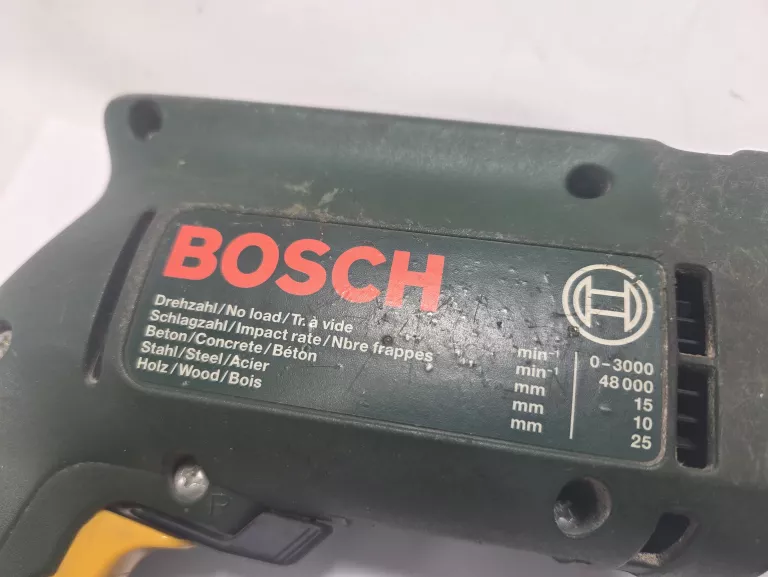 BOSCH
Drehzahl/No load/Tr. à vide min⁻¹ 0-3000
Schlagzahl/Impact rate/Nbre frappes min⁻¹ 48 000
Beton/Concrete/Béton mm 15
Stahl/Steel/Acier mm 10
Holz/Wood/Bois mm 25
P